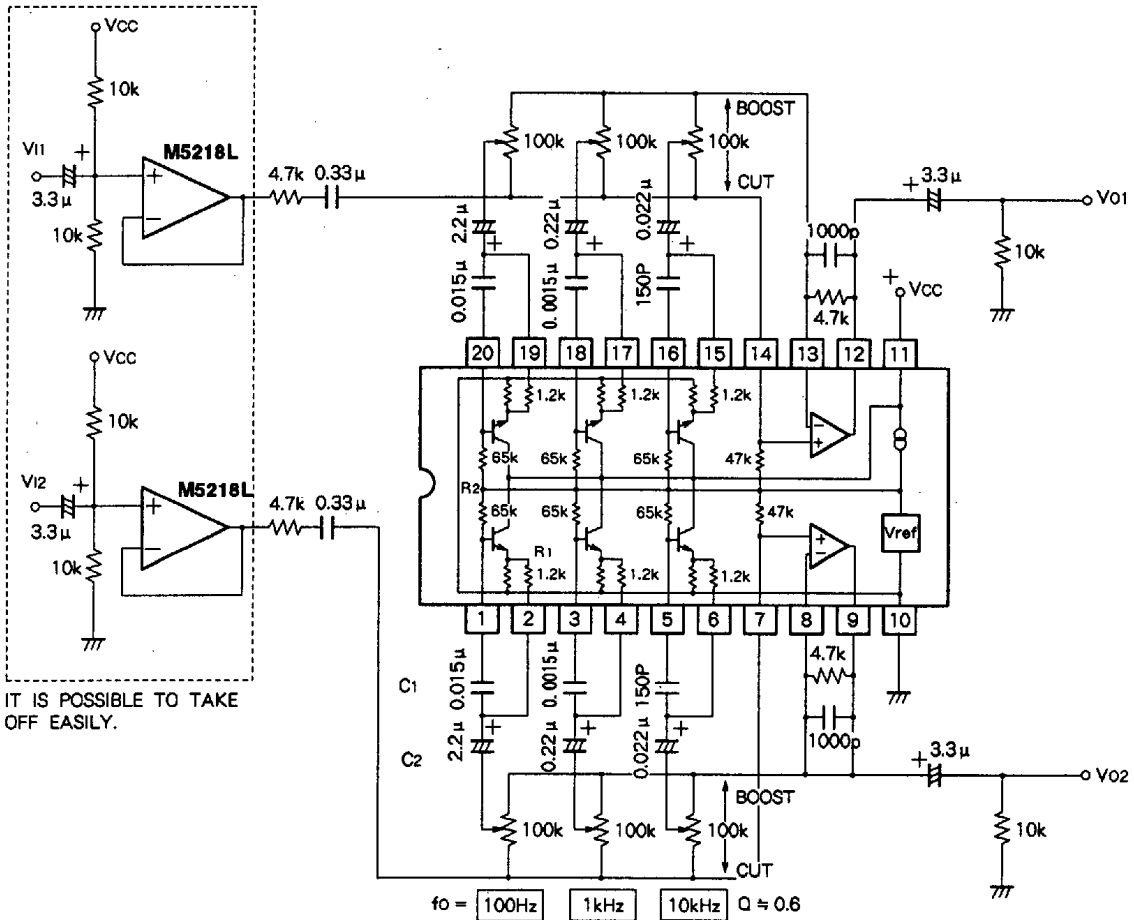 VCC
10k
VI1
+
3.3μ
10k
M5218L
+
−
4.7k 0.33μ
VCC
10k
VI2
+
3.3μ
10k
M5218L
+
−
4.7k 0.33μ
IT IS POSSIBLE TO TAKE
OFF EASILY.
100k 100k 100k
BOOST
CUT
2.2μ + 0.22μ + 0.022μ +
0.015μ 0.0015μ 150P
1000p
4.7k
+ 3.3μ
VO1
10k
+
VCC
20 19 18 17 16 15 14 13 12 11
1.2k 1.2k 1.2k
65k 65k 65k 47k
−
+
R2
65k 65k 65k 47k
R1
1.2k 1.2k 1.2k
+
−
Vref
1 2 3 4 5 6 7 8 9 10
C1 0.015μ 0.0015μ 150P
C2 2.2μ + 0.22μ + 0.022μ +
4.7k
1000p
+ 3.3μ
VO2
10k
BOOST
100k 100k 100k
CUT
fo = 100Hz 1kHz 10kHz Q ≒ 0.6